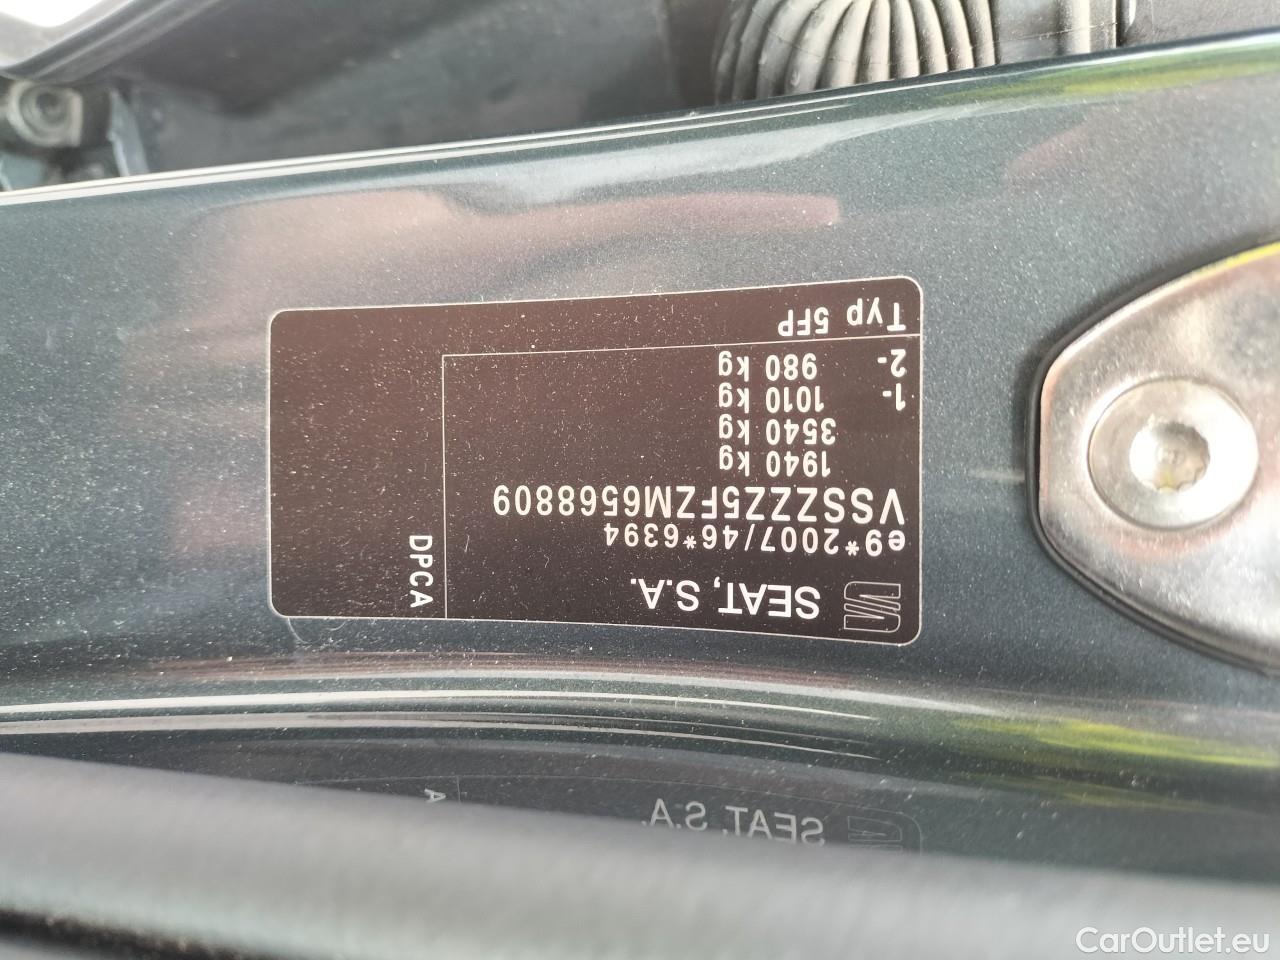 SEAT, S.A.
e9*2007/46*6394
VSSZZZ5FZM6568809
1940 kg
3540 kg
1- 1010 kg
2- 980 kg
Typ 5FP
DPCA
SEAT, S.A.
A
CarOutlet.eu